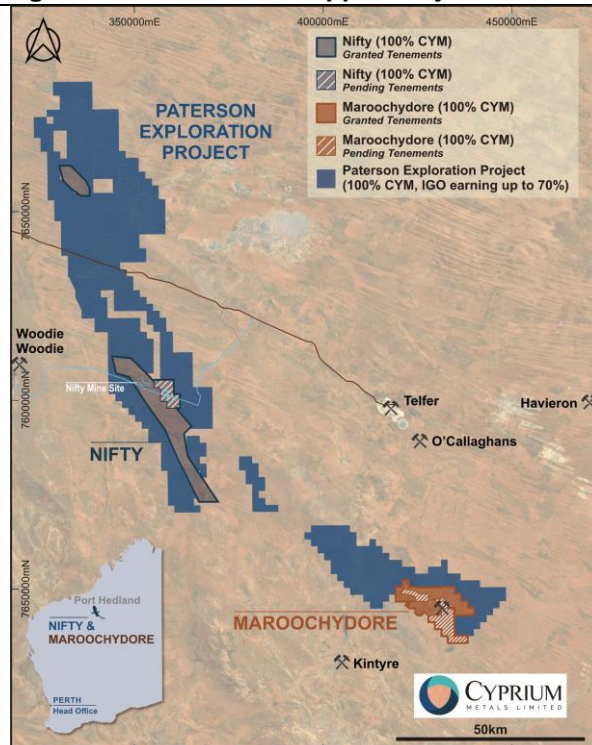 350000mE
400000mE
450000mE
Nifty (100% CYM)
Granted Tenements
Nifty (100% CYM)
Pending Tenements
Maroochydore (100% CYM)
Granted Tenements
Maroochydore (100% CYM)
Pending Tenements
Paterson Exploration Project
(100% CYM, IGO earning up to 70%)
PATERSON
EXPLORATION
PROJECT
7650000mN
Woodie
Woodie
Nifty Mine Site
7600000mN
Telfer
Havieron
O'Callaghans
NIFTY
7650000mN
Port Hedland
NIFTY &
MAROOCHYDORE
PERTH
Head Office
MAROOCHYDORE
Kintyre
CYPRIUM
METALS LIMITED
50km